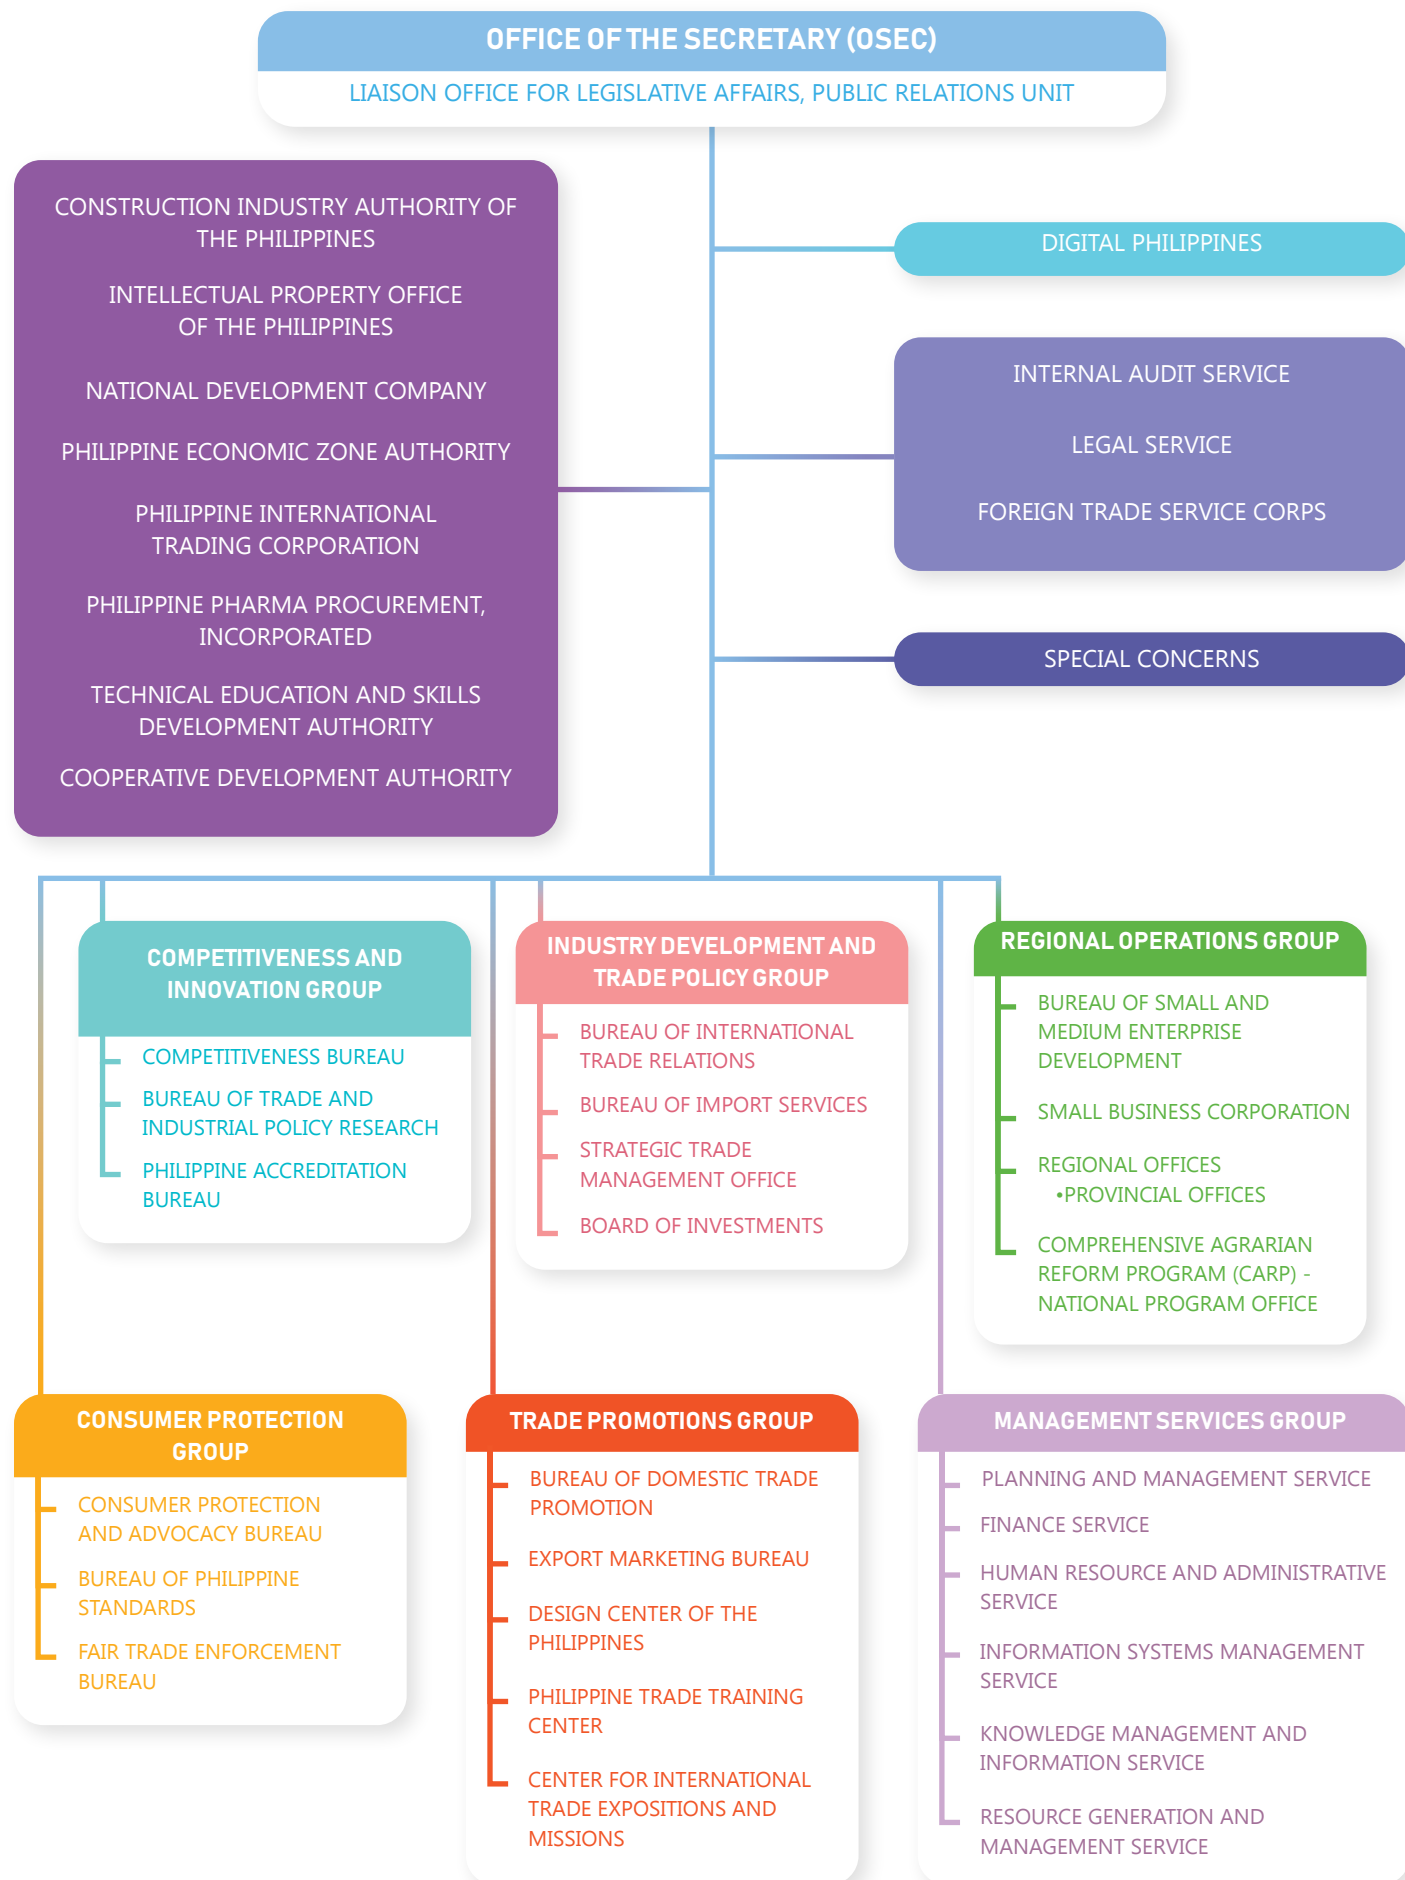 OFFICE OF THE SECRETARY (OSEC)
LIAISON OFFICE FOR LEGISLATIVE AFFAIRS, PUBLIC RELATIONS UNIT
CONSTRUCTION INDUSTRY AUTHORITY OF
THE PHILIPPINES
INTELLECTUAL PROPERTY OFFICE
OF THE PHILIPPINES
NATIONAL DEVELOPMENT COMPANY
PHILIPPINE ECONOMIC ZONE AUTHORITY
PHILIPPINE INTERNATIONAL
TRADING CORPORATION
PHILIPPINE PHARMA PROCUREMENT,
INCORPORATED
TECHNICAL EDUCATION AND SKILLS
DEVELOPMENT AUTHORITY
COOPERATIVE DEVELOPMENT AUTHORITY
DIGITAL PHILIPPINES
INTERNAL AUDIT SERVICE
LEGAL SERVICE
FOREIGN TRADE SERVICE CORPS
SPECIAL CONCERNS
COMPETITIVENESS AND
INNOVATION GROUP
COMPETITIVENESS BUREAU
BUREAU OF TRADE AND
INDUSTRIAL POLICY RESEARCH
PHILIPPINE ACCREDITATION
BUREAU
INDUSTRY DEVELOPMENT AND
TRADE POLICY GROUP
BUREAU OF INTERNATIONAL
TRADE RELATIONS
BUREAU OF IMPORT SERVICES
STRATEGIC TRADE
MANAGEMENT OFFICE
BOARD OF INVESTMENTS
REGIONAL OPERATIONS GROUP
BUREAU OF SMALL AND
MEDIUM ENTERPRISE
DEVELOPMENT
SMALL BUSINESS CORPORATION
REGIONAL OFFICES
•PROVINCIAL OFFICES
COMPREHENSIVE AGRARIAN
REFORM PROGRAM (CARP) -
NATIONAL PROGRAM OFFICE
CONSUMER PROTECTION
GROUP
CONSUMER PROTECTION
AND ADVOCACY BUREAU
BUREAU OF PHILIPPINE
STANDARDS
FAIR TRADE ENFORCEMENT
BUREAU
TRADE PROMOTIONS GROUP
BUREAU OF DOMESTIC TRADE
PROMOTION
EXPORT MARKETING BUREAU
DESIGN CENTER OF THE
PHILIPPINES
PHILIPPINE TRADE TRAINING
CENTER
CENTER FOR INTERNATIONAL
TRADE EXPOSITIONS AND
MISSIONS
MANAGEMENT SERVICES GROUP
PLANNING AND MANAGEMENT SERVICE
FINANCE SERVICE
HUMAN RESOURCE AND ADMINISTRATIVE
SERVICE
INFORMATION SYSTEMS MANAGEMENT
SERVICE
KNOWLEDGE MANAGEMENT AND
INFORMATION SERVICE
RESOURCE GENERATION AND
MANAGEMENT SERVICE